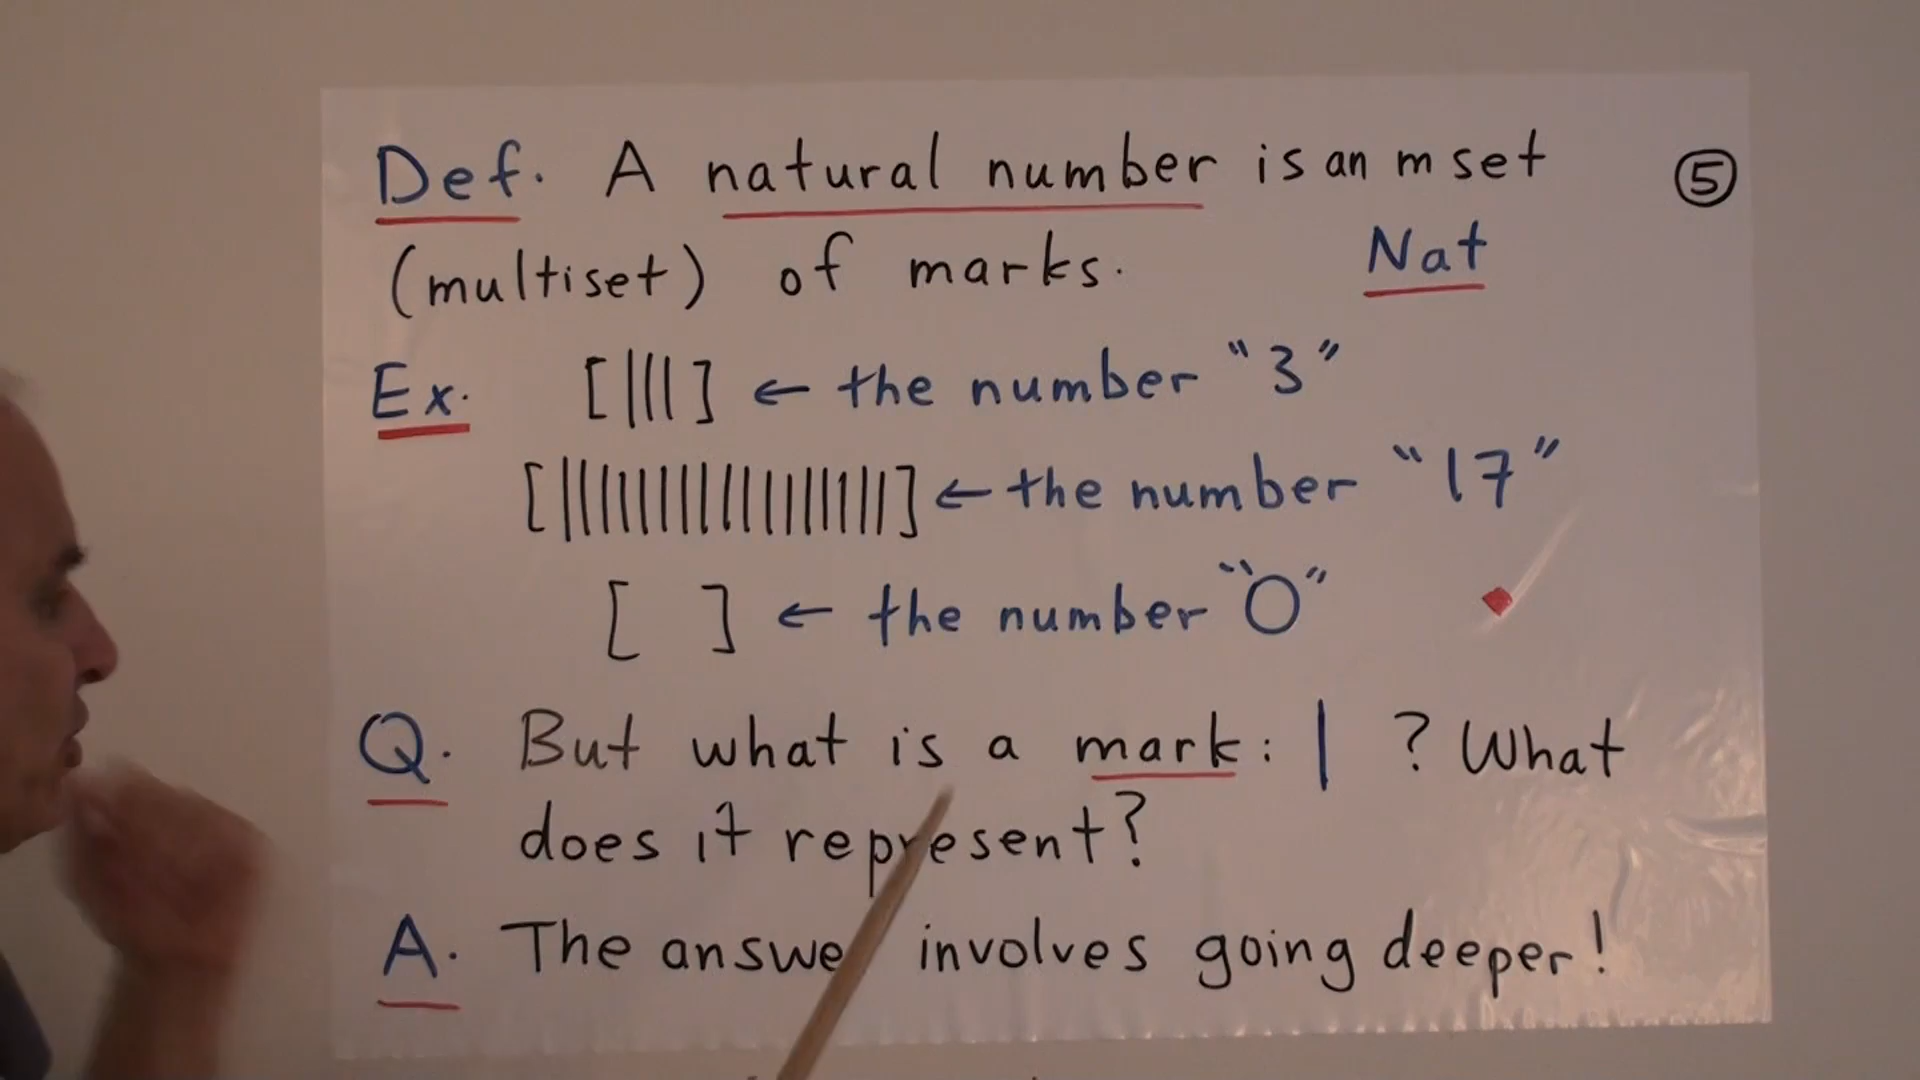 Def. A natural number is an mset ⑤
(multiset) of marks. Nat
Ex. [|||] ← the number "3"
[|||||||||||||||||] ← the number "17"
[ ] ← the number "0"
Q. But what is a mark: | ? What
does it represent?
A. The answe involves going deeper!